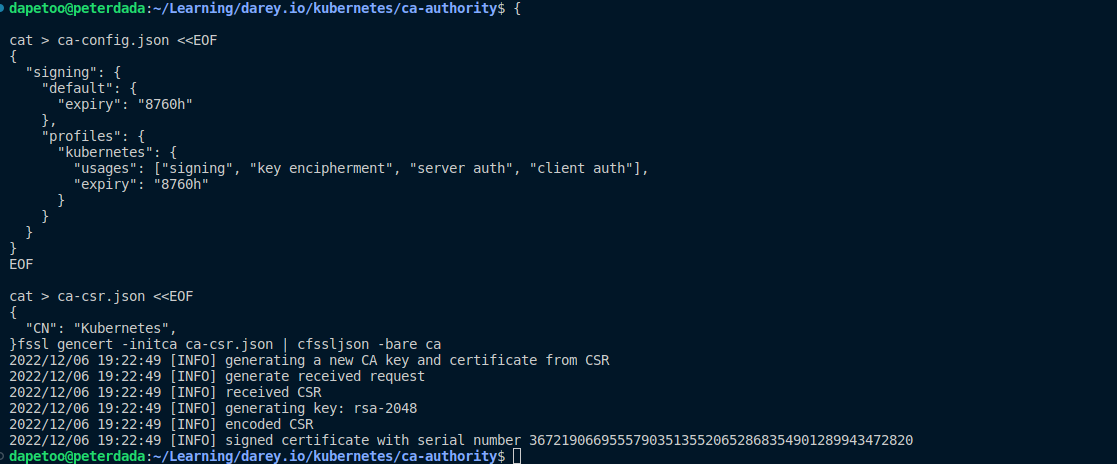 dapetoo@peterdada:~/Learning/darey.io/kubernetes/ca-authority$ {
cat > ca-config.json <<EOF
{
  "signing": {
    "default": {
      "expiry": "8760h"
    },
    "profiles": {
      "kubernetes": {
        "usages": ["signing", "key encipherment", "server auth", "client auth"],
        "expiry": "8760h"
      }
    }
  }
}
EOF
cat > ca-csr.json <<EOF
{
  "CN": "Kubernetes",
}fssl gencert -initca ca-csr.json | cfssljson -bare ca
2022/12/06 19:22:49 [INFO] generating a new CA key and certificate from CSR
2022/12/06 19:22:49 [INFO] generate received request
2022/12/06 19:22:49 [INFO] received CSR
2022/12/06 19:22:49 [INFO] generating key: rsa-2048
2022/12/06 19:22:49 [INFO] encoded CSR
2022/12/06 19:22:49 [INFO] signed certificate with serial number 367219066955579035135520652868354901289943472820
dapetoo@peterdada:~/Learning/darey.io/kubernetes/ca-authority$